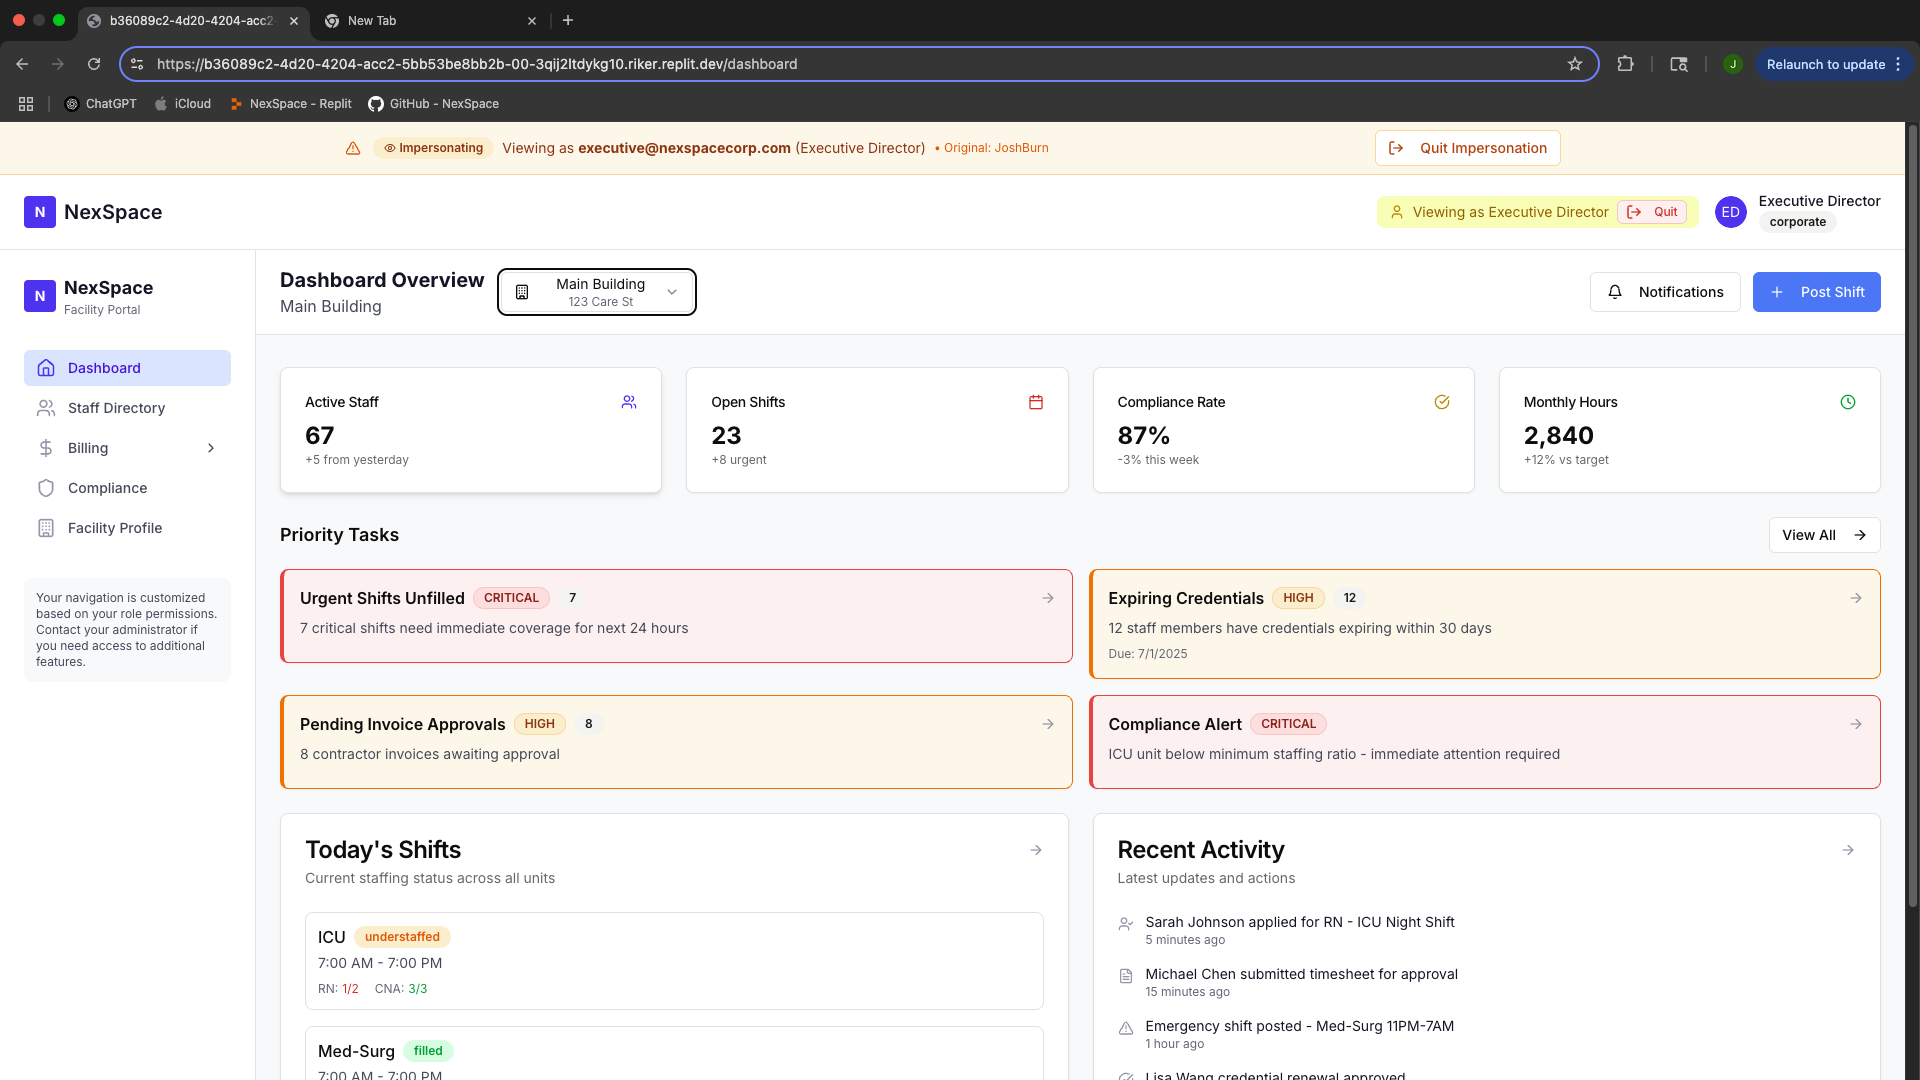 b36089c2-4d20-4204-acc2-
New Tab
https://b36089c2-4d20-4204-acc2-5bb53be8bb2b-00-3qij2ltdykg10.riker.replit.dev/dashboard
J
Relaunch to update
ChatGPT
iCloud
NexSpace - Replit
GitHub - NexSpace
Impersonating
Viewing as executive@nexspacecorp.com (Executive Director)
• Original: JoshBurn
Quit Impersonation
N
NexSpace
Viewing as Executive Director
Quit
ED
Executive Director
corporate
N
NexSpace
Facility Portal
Dashboard
Staff Directory
Billing
Compliance
Facility Profile
Your navigation is customized
based on your role permissions.
Contact your administrator if
you need access to additional
features.
Dashboard Overview
Main Building
Main Building
123 Care St
Notifications
Post Shift
Active Staff
67
+5 from yesterday
Open Shifts
23
+8 urgent
Compliance Rate
87%
-3% this week
Monthly Hours
2,840
+12% vs target
Priority Tasks
View All
Urgent Shifts Unfilled CRITICAL 7
7 critical shifts need immediate coverage for next 24 hours
Expiring Credentials HIGH 12
12 staff members have credentials expiring within 30 days
Due: 7/1/2025
Pending Invoice Approvals HIGH 8
8 contractor invoices awaiting approval
Compliance Alert CRITICAL
ICU unit below minimum staffing ratio - immediate attention required
Today's Shifts
Current staffing status across all units
ICU understaffed
7:00 AM - 7:00 PM
RN: 1/2 CNA: 3/3
Med-Surg filled
7:00 AM - 7:00 PM
Recent Activity
Latest updates and actions
Sarah Johnson applied for RN - ICU Night Shift
5 minutes ago
Michael Chen submitted timesheet for approval
15 minutes ago
Emergency shift posted - Med-Surg 11PM-7AM
1 hour ago
Lisa Wang credential renewal approved